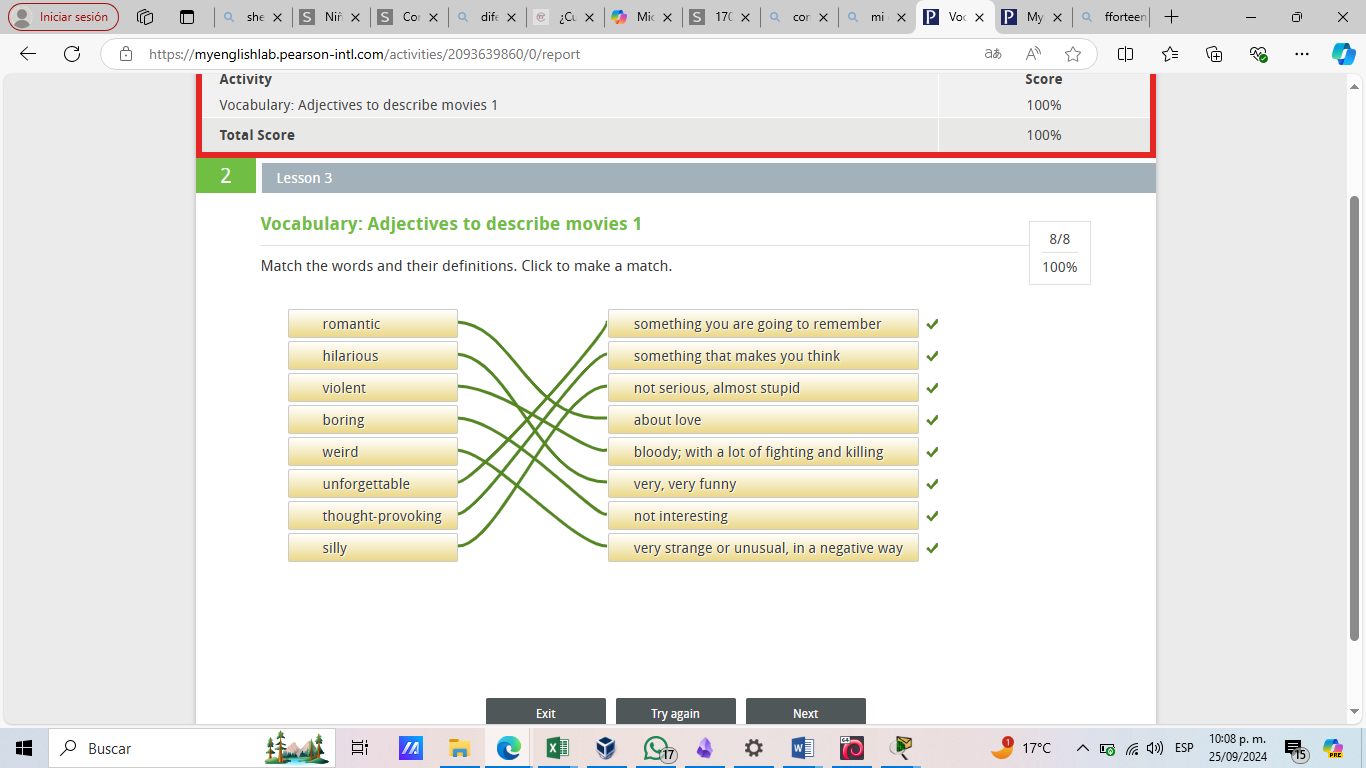 Iniciar sesión
she
Niñ
Cor
dife
¿Cu
Mic
170
cor
mi
Voc
My
fforteen
https://myenglishlab.pearson-intl.com/activities/2093639860/0/report
Activity Score
Vocabulary: Adjectives to describe movies 1 100%
Total Score 100%
2 Lesson 3
Vocabulary: Adjectives to describe movies 1
8/8
100%
Match the words and their definitions. Click to make a match.
romantic something you are going to remember
hilarious something that makes you think
violent not serious, almost stupid
boring about love
weird bloody; with a lot of fighting and killing
unforgettable very, very funny
thought-provoking not interesting
silly very strange or unusual, in a negative way
Exit Try again Next
Buscar
17
17°C
ESP
10:08 p. m.
25/09/2024
15